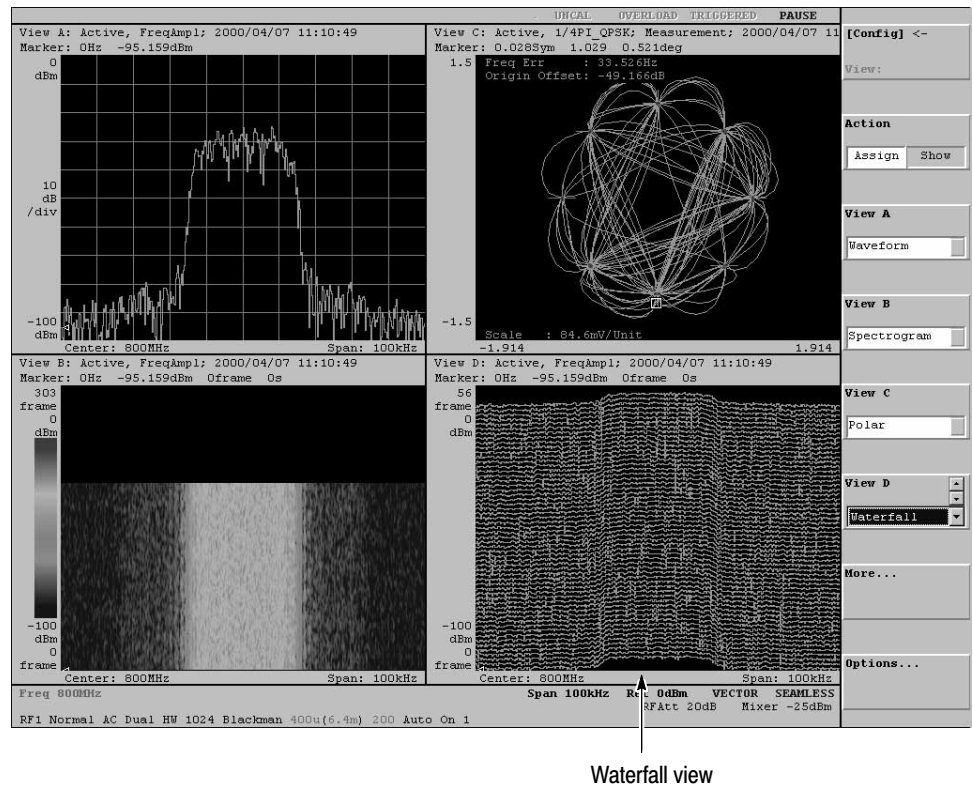 . UNCAL OVERLOAD TRIGGERED PAUSE
View A: Active, FreqAmpl; 2000/04/07 11:10:49
Marker: 0Hz -95.159dBm
0
dBm
10
dB
/div
-100
dBm
Center: 800MHz Span: 100kHz
View C: Active, 1/4PI_QPSK; Measurement; 2000/04/07 11
Marker: 0.028Sym 1.029 0.521deg
1.5
Freq Err : 33.526Hz
Origin Offset: -49.166dB
-1.5
Scale : 84.6mV/Unit
-1.914 1.914
View B: Active, FreqAmpl; 2000/04/07 11:10:49
Marker: 0Hz -95.159dBm 0frame 0s
303
frame
0
dBm
-100
dBm
0
frame
Center: 800MHz Span: 100kHz
View D: Active, FreqAmpl; 2000/04/07 11:10:49
Marker: 0Hz -95.159dBm 0frame 0s
56
frame
0
dBm
-100
dBm
0
frame
Center: 800MHz Span: 100kHz
Freq 800MHz Span 100kHz Ref 0dBm VECTOR SEAMLESS
RFAtt 20dB Mixer -25dBm
RF1 Normal AC Dual HW 1024 Blackman 400u(6.4m) 200 Auto On 1
[Config] <-
View:
Action
Assign Show
View A
Waveform
View B
Spectrogram
View C
Polar
View D
Waterfall
More...
Options...
Waterfall view